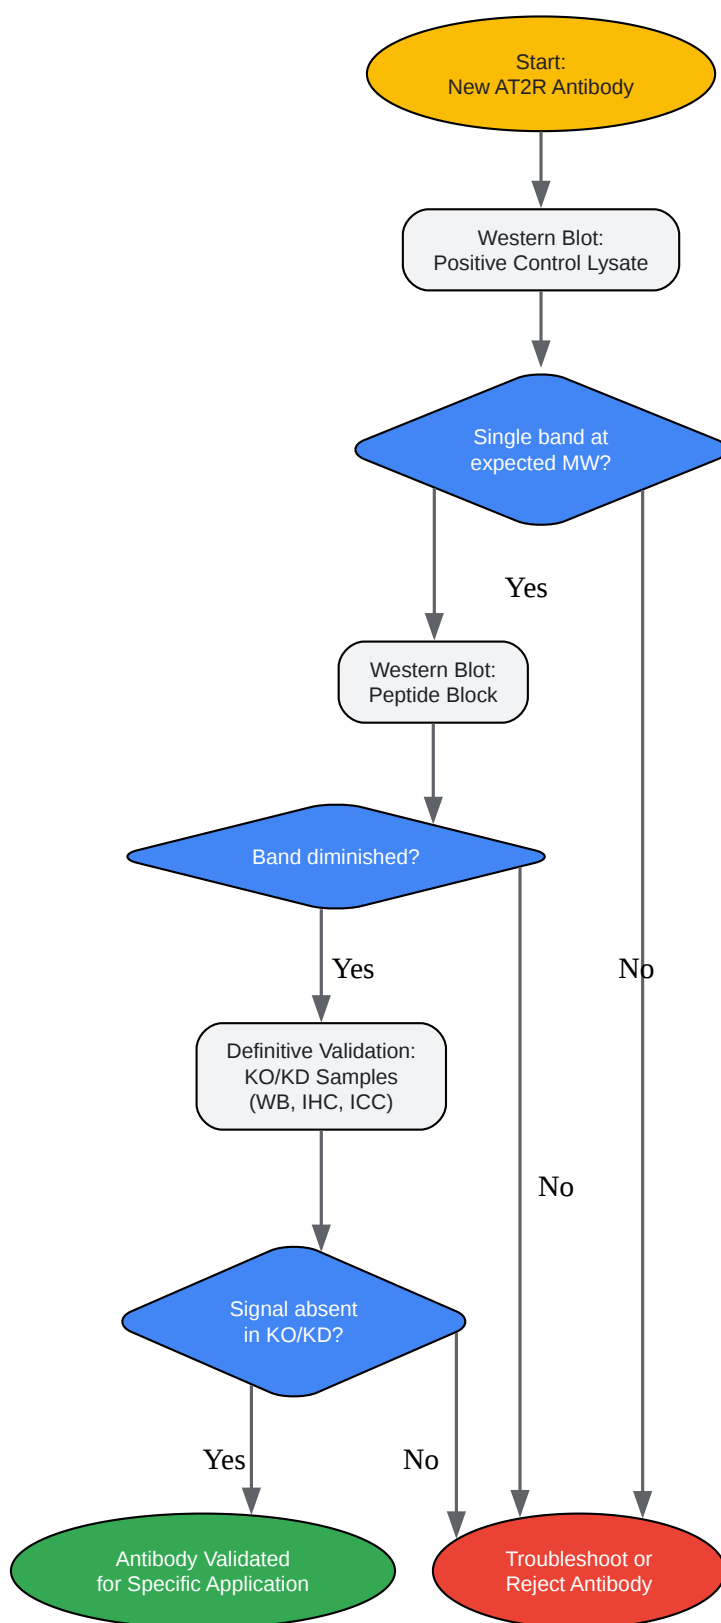 Start:
New AT2R Antibody
Western Blot:
Positive Control Lysate
Single band at
expected MW?
Yes
Western Blot:
Peptide Block
Band diminished?
Yes
No
Definitive Validation:
KO/KD Samples
(WB, IHC, ICC)
No
Signal absent
in KO/KD?
Yes
No
Antibody Validated
for Specific Application
Troubleshoot or
Reject Antibody